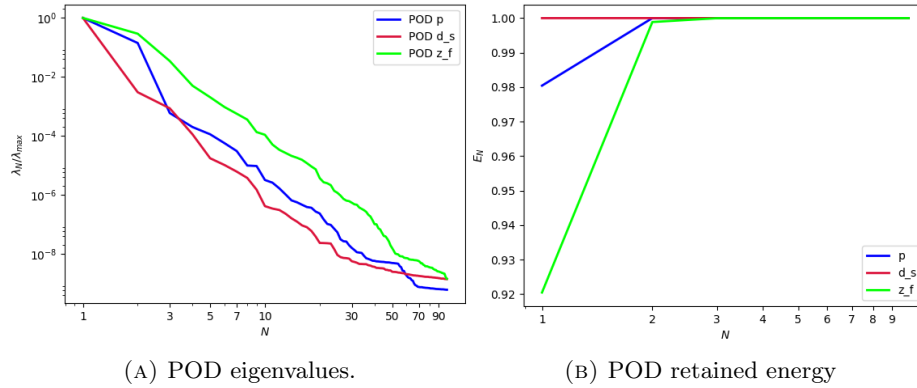 10⁰
10⁻²
10⁻⁴
10⁻⁶
10⁻⁸
λ_N/λ_max
1 3 5 7 10 30 50 90
N
POD p
POD d_s
POD z_f
1.00
0.99
0.98
0.97
0.96
0.95
0.94
0.93
0.92
E_N
1 2 3 4 5 6 7 8 9
N
p
d_s
z_f
(A) POD eigenvalues.
(B) POD retained energy